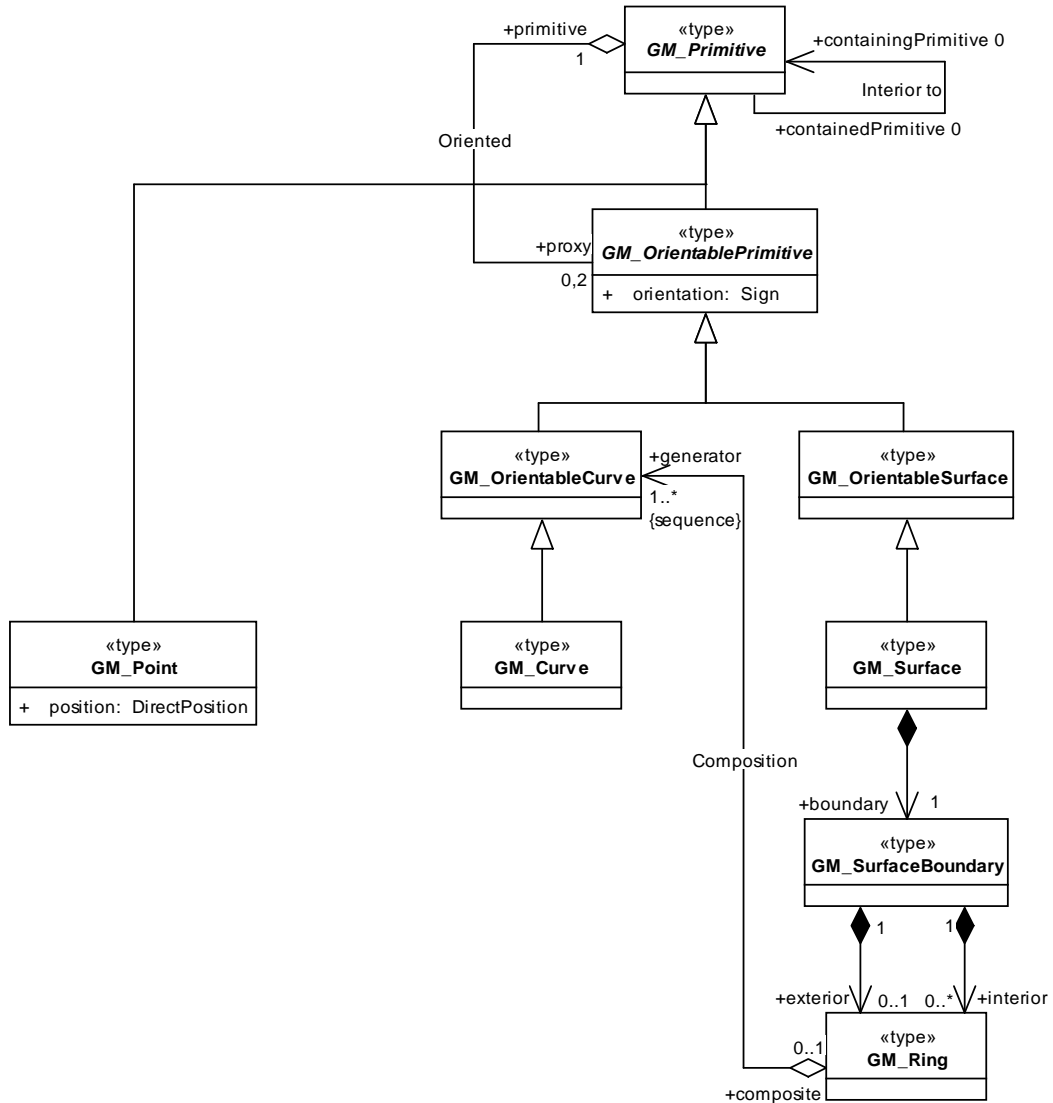 +primitive
1
«type»
GM_Primitive
+containingPrimitive 0
Interior to
+containedPrimitive 0
Oriented
+proxy
0,2
«type»
GM_OrientablePrimitive
+ orientation: Sign
«type»
GM_OrientableCurve
+generator
1..*
{sequence}
«type»
GM_OrientableSurface
«type»
GM_Point
+ position: DirectPosition
«type»
GM_Curve
«type»
GM_Surface
Composition
+boundary
1
«type»
GM_SurfaceBoundary
1
1
+exterior
0..1
0..*
+interior
«type»
GM_Ring
0..1
+composite